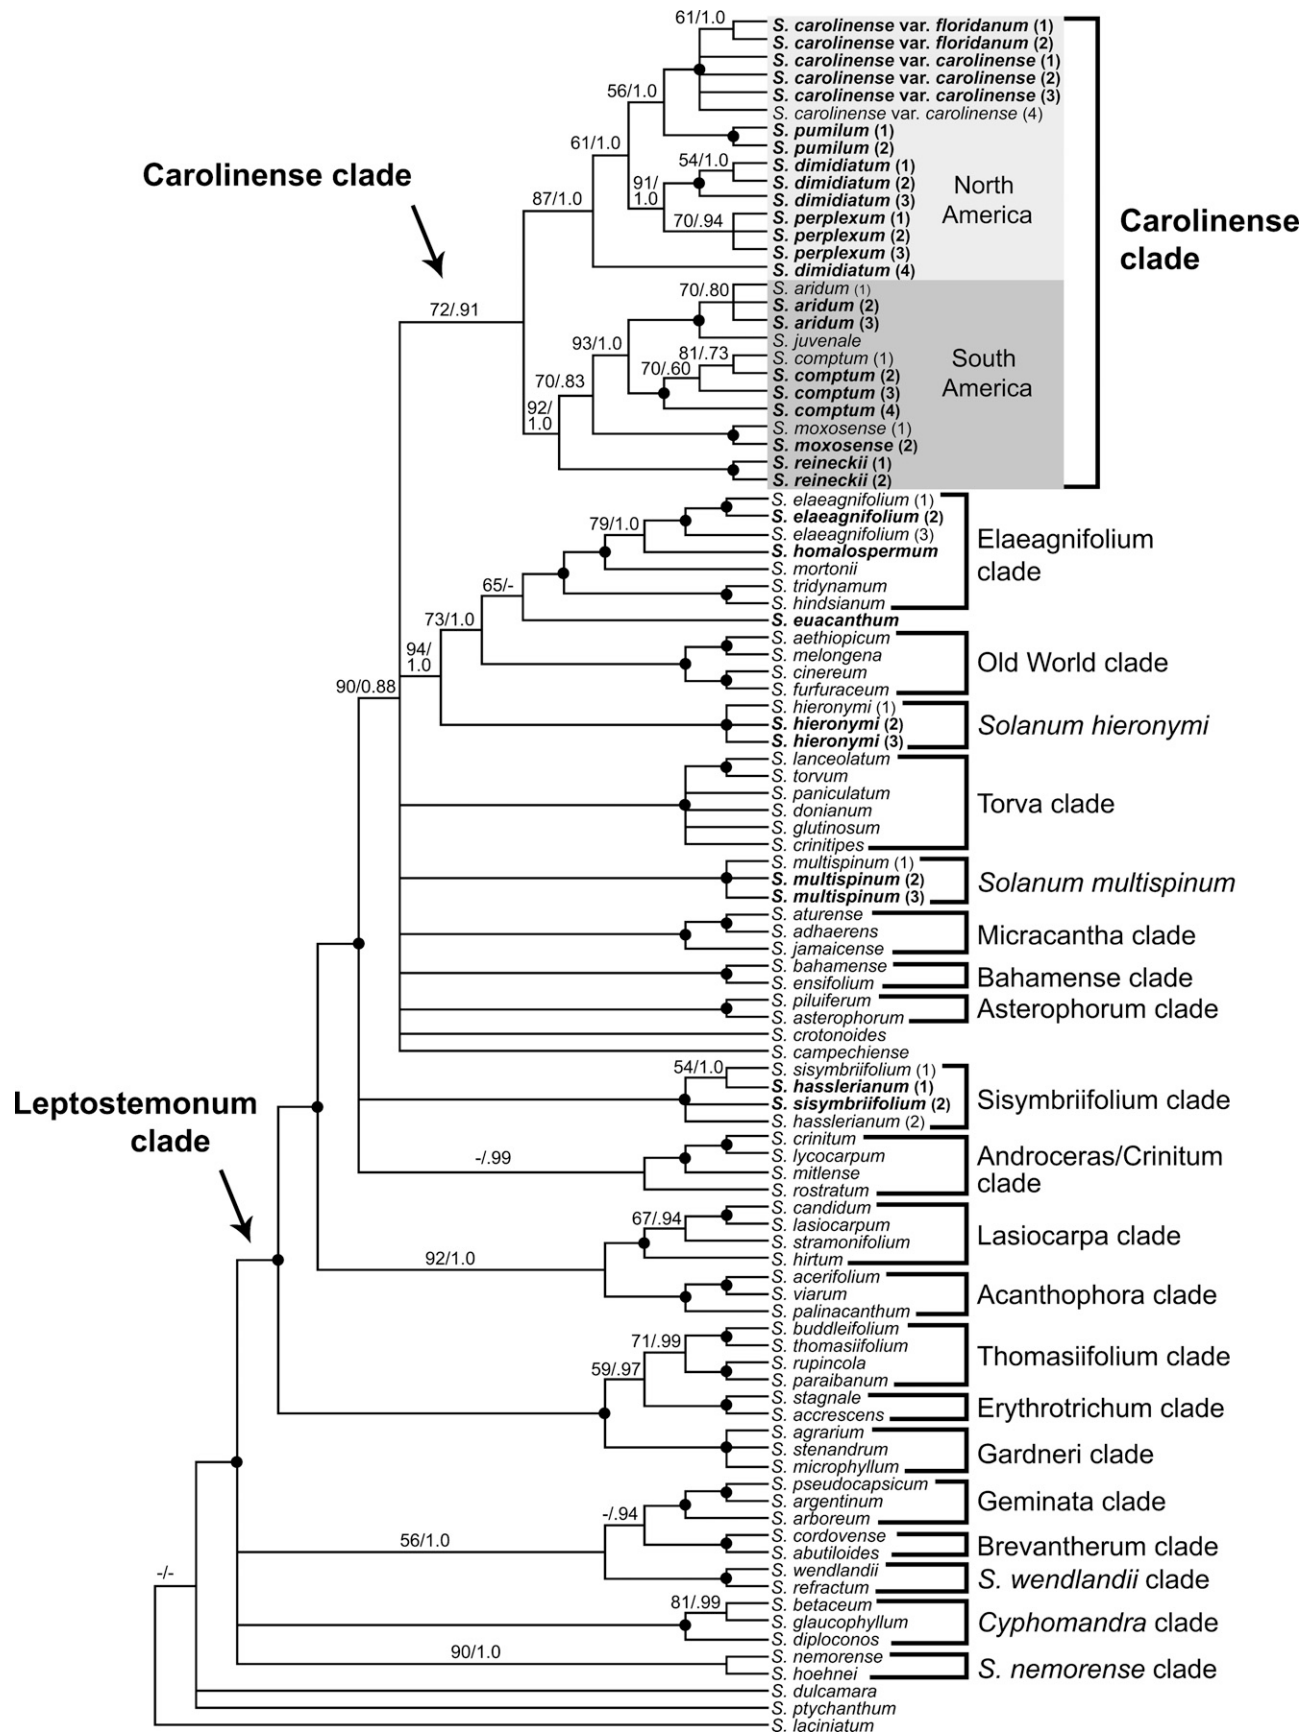 61/1.0
S. carolinense var. floridanum (1)
S. carolinense var. floridanum (2)
S. carolinense var. carolinense (1)
S. carolinense var. carolinense (2)
S. carolinense var. carolinense (3)
S. carolinense var. carolinense (4)
56/1.0
S. pumilum (1)
S. pumilum (2)
61/1.0
54/1.0
S. dimidiatum (1)
S. dimidiatum (2)
S. dimidiatum (3)
91/
1.0
70/.94
S. perplexum (1)
S. perplexum (2)
S. perplexum (3)
S. dimidiatum (4)
North
America
87/1.0
Carolinense clade
Carolinense
clade
72/.91
70/.80
S. aridum (1)
S. aridum (2)
S. aridum (3)
S. juvenale
93/1.0
81/.73
70/.60
S. comptum (1)
S. comptum (2)
S. comptum (3)
S. comptum (4)
South
America
70/.83
92/
1.0
S. moxosense (1)
S. moxosense (2)
S. reineckii (1)
S. reineckii (2)
S. elaeagnifolium (1)
S. elaeagnifolium (2)
S. elaeagnifolium (3)
79/1.0
S. homalospermum
S. mortonii
S. tridynamum
S. hindsianum
Elaeagnifolium
clade
65/-
S. euacanthum
73/1.0
S. aethiopicum
S. melongena
S. cinereum
S. furfuraceum
Old World clade
94/
1.0
90/0.88
S. hieronymi (1)
S. hieronymi (2)
S. hieronymi (3)
Solanum hieronymi
S. lanceolatum
S. torvum
S. paniculatum
S. donianum
S. glutinosum
S. crinitipes
Torva clade
S. multispinum (1)
S. multispinum (2)
S. multispinum (3)
Solanum multispinum
S. aturense
S. adhaerens
S. jamaicense
Micracantha clade
S. bahamense
S. ensifolium
Bahamense clade
S. piluiferum
S. asterophorum
Asterophorum clade
S. crotonoides
S. campechiense
54/1.0
S. sisymbriifolium (1)
S. hasslerianum (1)
S. sisymbriifolium (2)
S. hasslerianum (2)
Sisymbriifolium clade
Leptostemonum
clade
-/.99
S. crinitum
S. lycocarpum
S. mitlense
S. rostratum
Androceras/Crinitum
clade
67/.94
S. candidum
S. lasiocarpum
S. stramonifolium
S. hirtum
Lasiocarpa clade
92/1.0
S. acerifolium
S. viarum
S. palinacanthum
Acanthophora clade
71/.99
59/.97
S. buddleifolium
S. thomasiifolium
S. rupincola
S. paraibanum
Thomasiifolium clade
S. stagnale
S. accrescens
Erythrotrichum clade
S. agrarium
S. stenandrum
S. microphyllum
Gardneri clade
-/.94
S. pseudocapsicum
S. argentinum
S. arboreum
Geminata clade
56/1.0
S. cordovense
S. abutiloides
Brevantherum clade
S. wendlandii
S. refractum
S. wendlandii clade
-/-
81/.99
S. betaceum
S. glaucophyllum
S. diploconos
Cyphomandra clade
90/1.0
S. nemorense
S. hoehnei
S. nemorense clade
S. dulcamara
S. ptychanthum
S. laciniatum